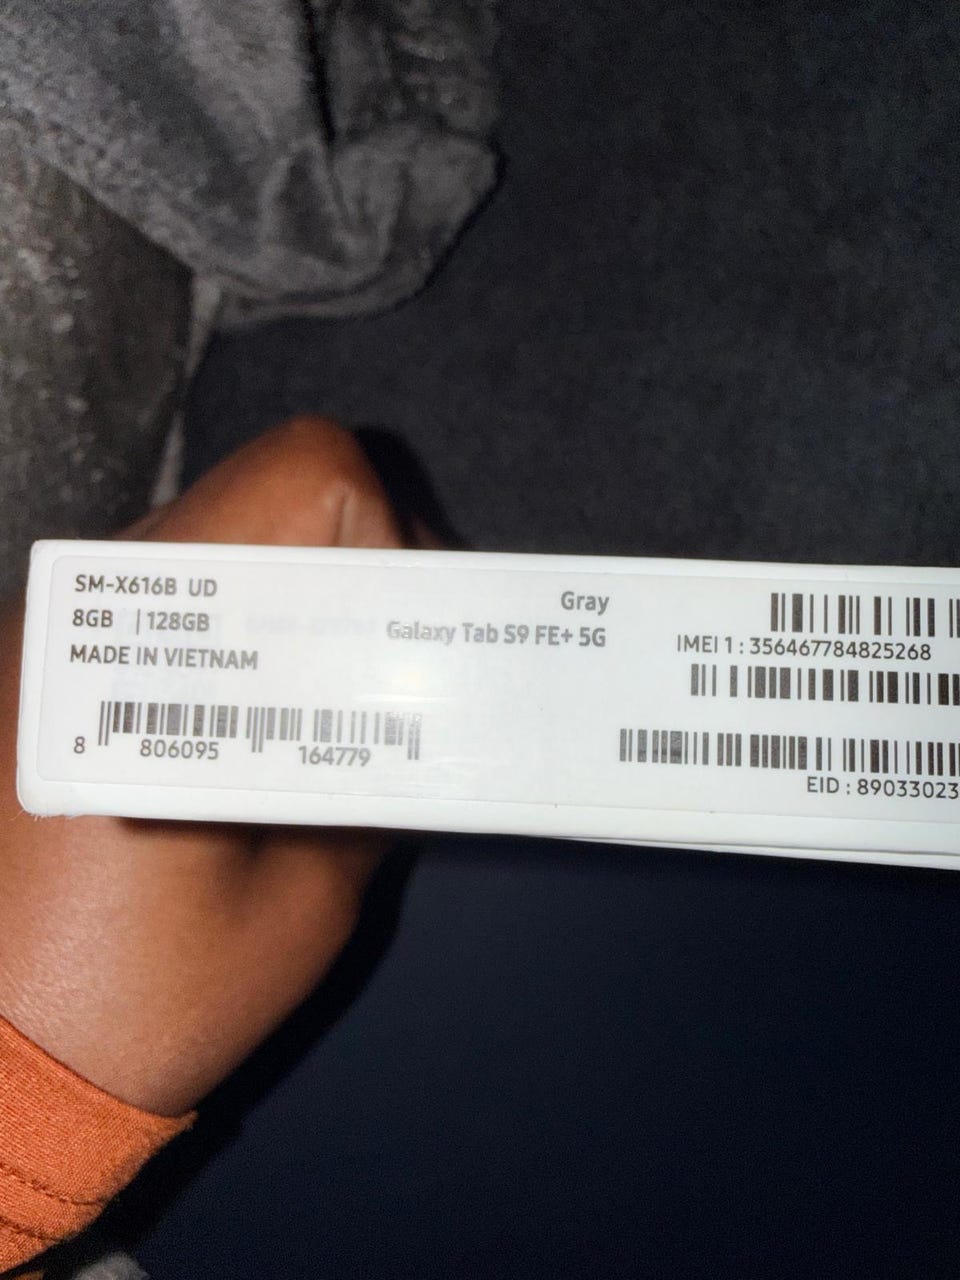 SM-X616B UD
8GB | 128GB
MADE IN VIETNAM
8 806095 164779
Gray
Galaxy Tab S9 FE+ 5G
IMEI 1 : 356467784825268
EID : 89033023